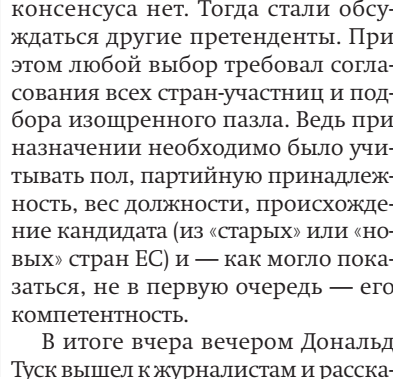 консенсуса нет. Тогда стали обсу-
ждаться другие претенденты. При
этом любой выбор требовал согла-
сования всех стран-участниц и под-
бора изощренного пазла. Ведь при
назначении необходимо было учи-
тывать пол, партийную принадлеж-
ность, вес должности, происхожде-
ние кандидата (из «старых» или «но-
вых» стран ЕС) и — как могло пока-
заться, не в первую очередь — его
компетентность.
В итоге вчера вечером Дональд
Туск вышел к журналистам и расска-